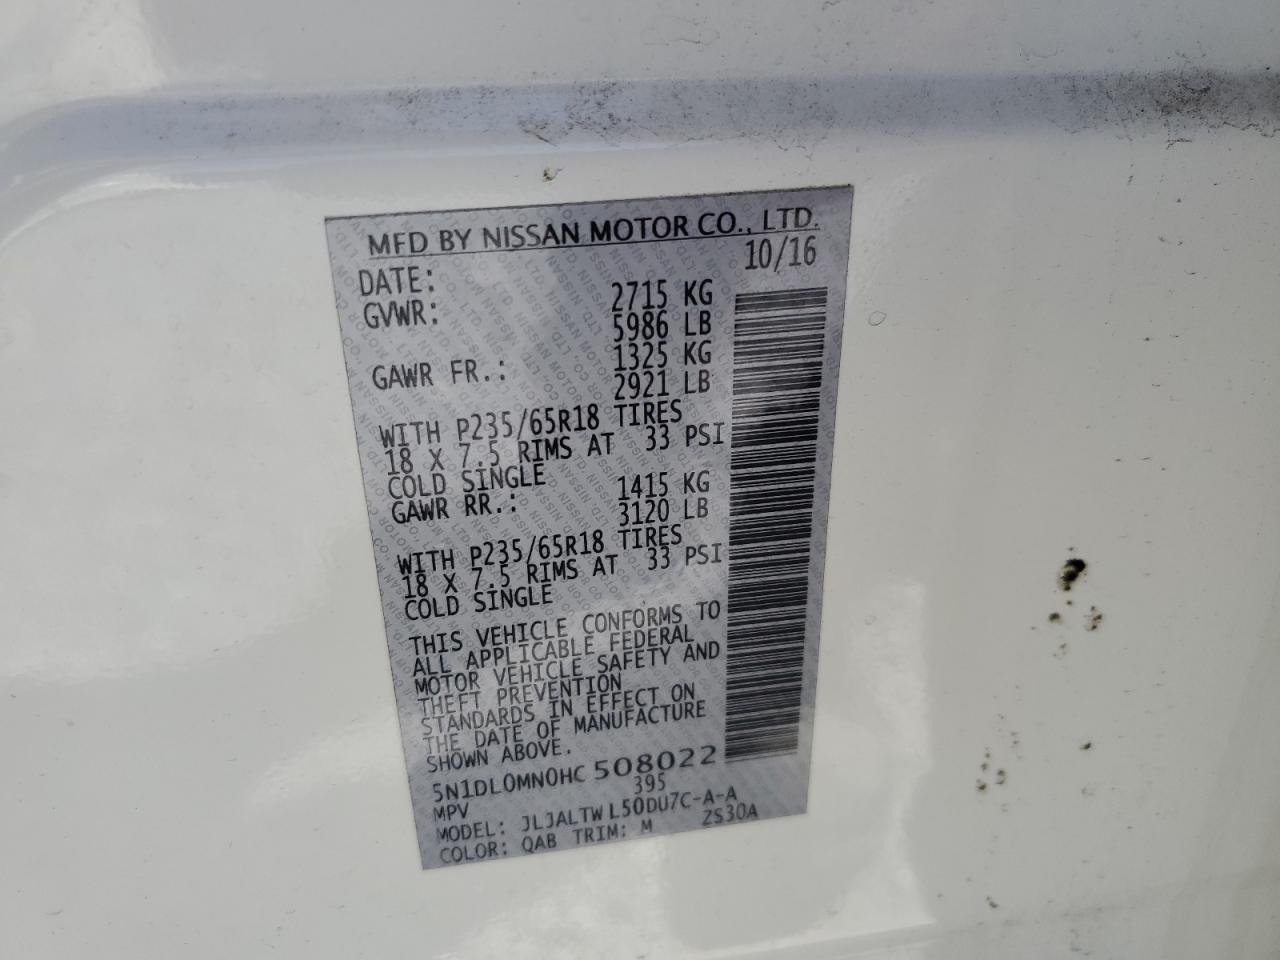 MFD BY NISSAN MOTOR CO., LTD.
DATE: 10/16
GVWR: 2715 KG
5986 LB
GAWR FR.: 1325 KG
2921 LB
WITH P235/65R18 TIRES
18 X 7.5 RIMS AT 33 PSI
COLD SINGLE
GAWR RR.: 1415 KG
3120 LB
WITH P235/65R18 TIRES
18 X 7.5 RIMS AT 33 PSI
COLD SINGLE
THIS VEHICLE CONFORMS TO
ALL APPLICABLE FEDERAL
MOTOR VEHICLE SAFETY AND
THEFT PREVENTION
STANDARDS IN EFFECT ON
THE DATE OF MANUFACTURE
SHOWN ABOVE.
5N1DL0MN0HC 508022
MPV 395
MODEL: JLJALTW L50DU7C-A-A
COLOR: QAB TRIM: M ZS30A